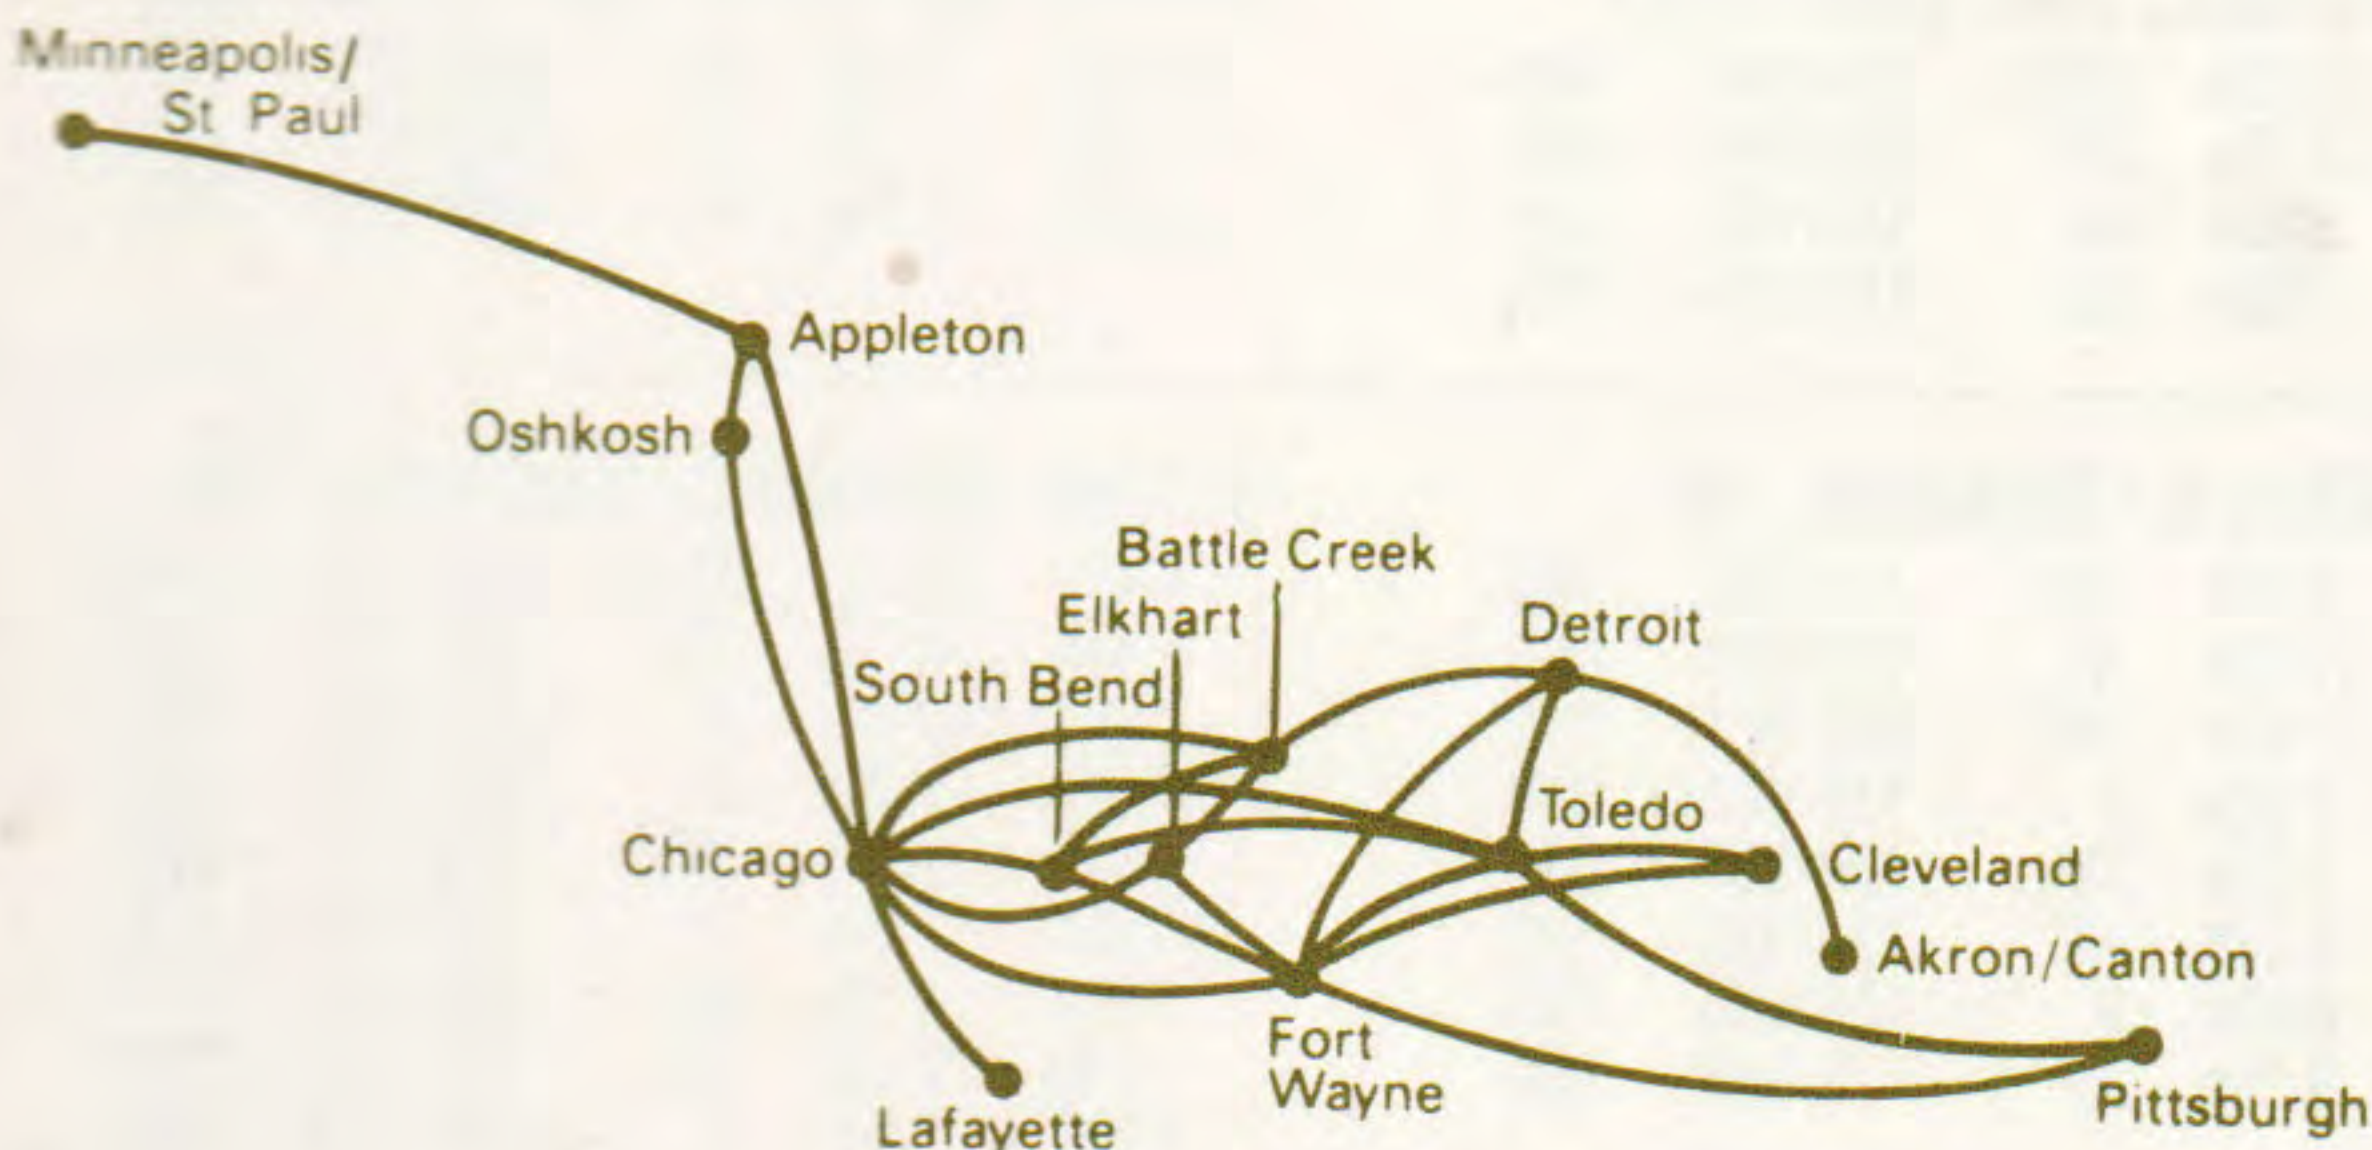 Minneapolis/
St Paul
Appleton
Oshkosh
Battle Creek
Elkhart
Detroit
South Bend
Toledo
Chicago
Cleveland
Akron/Canton
Fort
Wayne
Pittsburgh
Lafayette